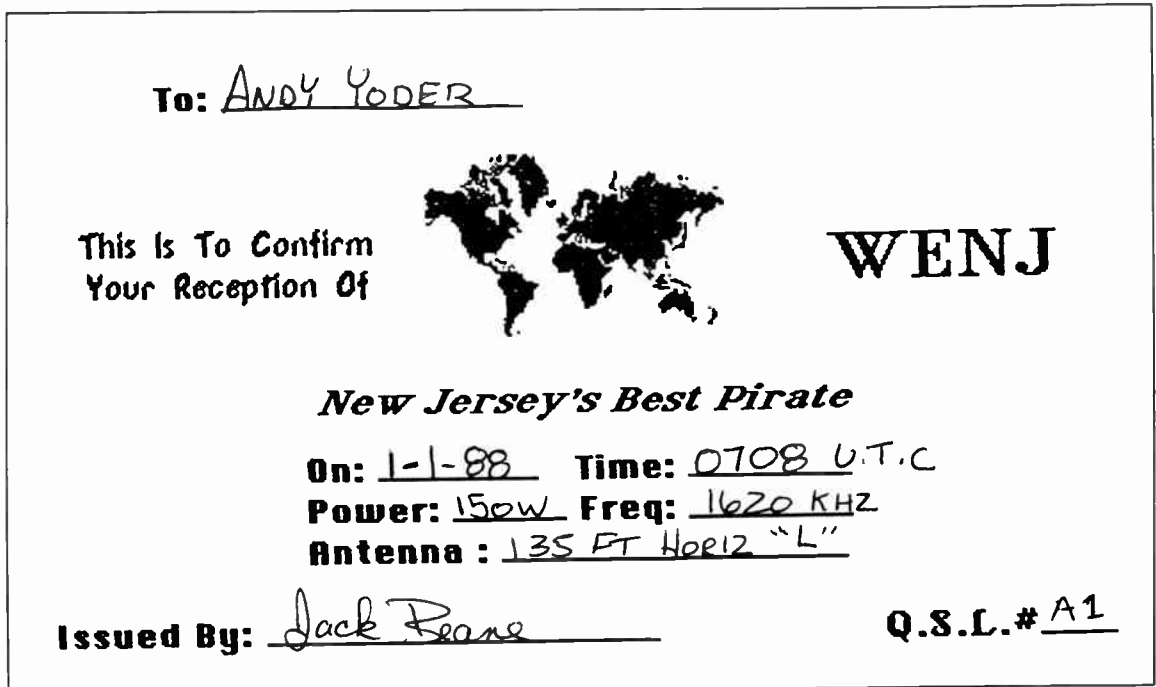 To: ANDY YODER
This Is To Confirm
Your Reception Of
WENJ
New Jersey's Best Pirate
On: 1-1-88 Time: 0708 U.T.C
Power: 150W Freq: 1620 KHZ
Antenna : 135 FT HORIZ "L"
Issued By: Jack Beane
Q.S.L.# A1